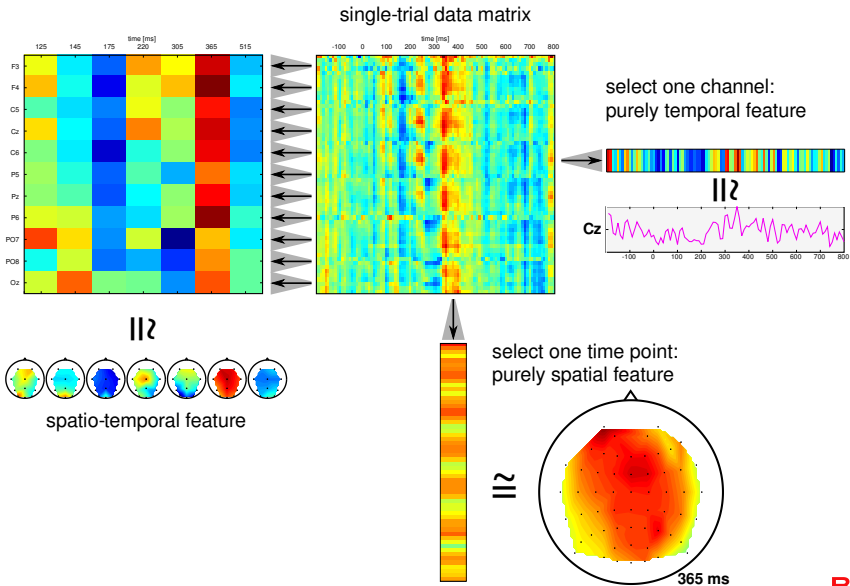 single-trial data matrix
time [ms]
125 145 175 220 305 365 515
F3
F4
C5
Cz
C6
P5
Pz
P6
PO7
PO8
Oz
time [ms]
-100 0 100 200 300 400 500 600 700 800
select one channel:
purely temporal feature
Cz
-100 0 100 200 300 400 500 600 700 800
spatio-temporal feature
select one time point:
purely spatial feature
365 ms